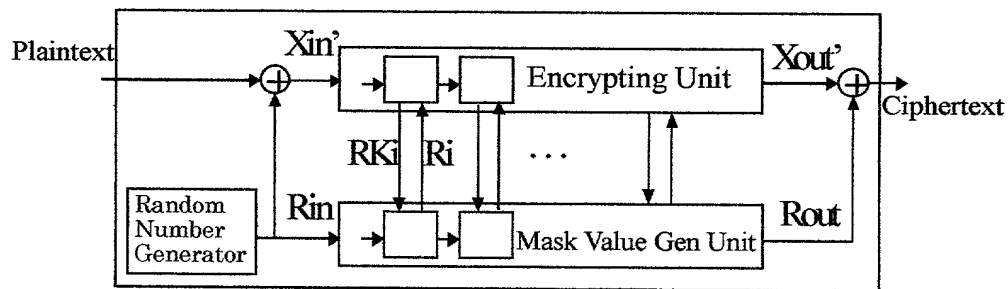 Plaintext
Xin’
Encrypting Unit
Xout’
Ciphertext
RKi
Ri
...
Random
Number
Generator
Rin
Mask Value Gen Unit
Rout